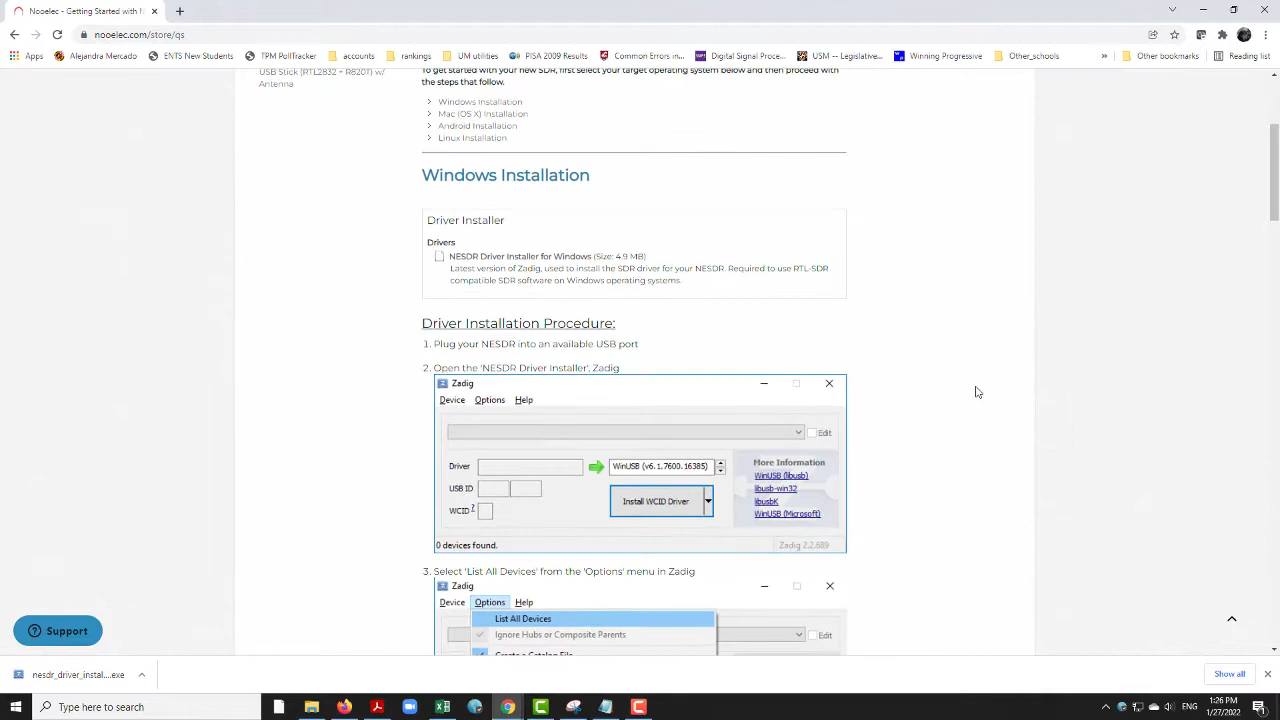 Nooelec - Getting Started with N
nooelec.com/store/qs
Apps
Alejandra Mercado
ENTS New Students
TPM PollTracker
accounts
rankings
UM utilities
PISA 2009 Results
Common Errors in...
Digital Signal Proce...
USM -- Legislative...
Winning Progressive
Other_schools
»
Other bookmarks
Reading list
USB Stick (RTL2832 + R820T) w/
Antenna
To get started with your new SDR, first select your target operating system below and then proceed with
the steps that follow.
Windows Installation
Mac (OS X) Installation
Android Installation
Linux Installation
Windows Installation
Driver Installer
Drivers
NESDR Driver Installer for Windows (Size: 4.9 MB)
Latest version of Zadig, used to install the SDR driver for your NESDR. Required to use RTL-SDR
compatible SDR software on Windows operating systems.
Driver Installation Procedure:
1. Plug your NESDR into an available USB port
2. Open the 'NESDR Driver Installer', Zadig
Zadig
Device Options Help
Edit
Driver
WinUSB (v6.1.7600.16385)
USB ID
WCID ?
Install WCID Driver
More Information
WinUSB (libusb)
libusb-win32
libusbK
WinUSB (Microsoft)
0 devices found.
Zadig 2.2.689
3. Select 'List All Devices' from the 'Options' menu in Zadig
Zadig
Device Options Help
List All Devices
Ignore Hubs or Composite Parents
Create a Catalog File
Edit
Support
nesdr_driver_install....exe
Show all
Type here to search
ENG
1:26 PM
1/27/2022